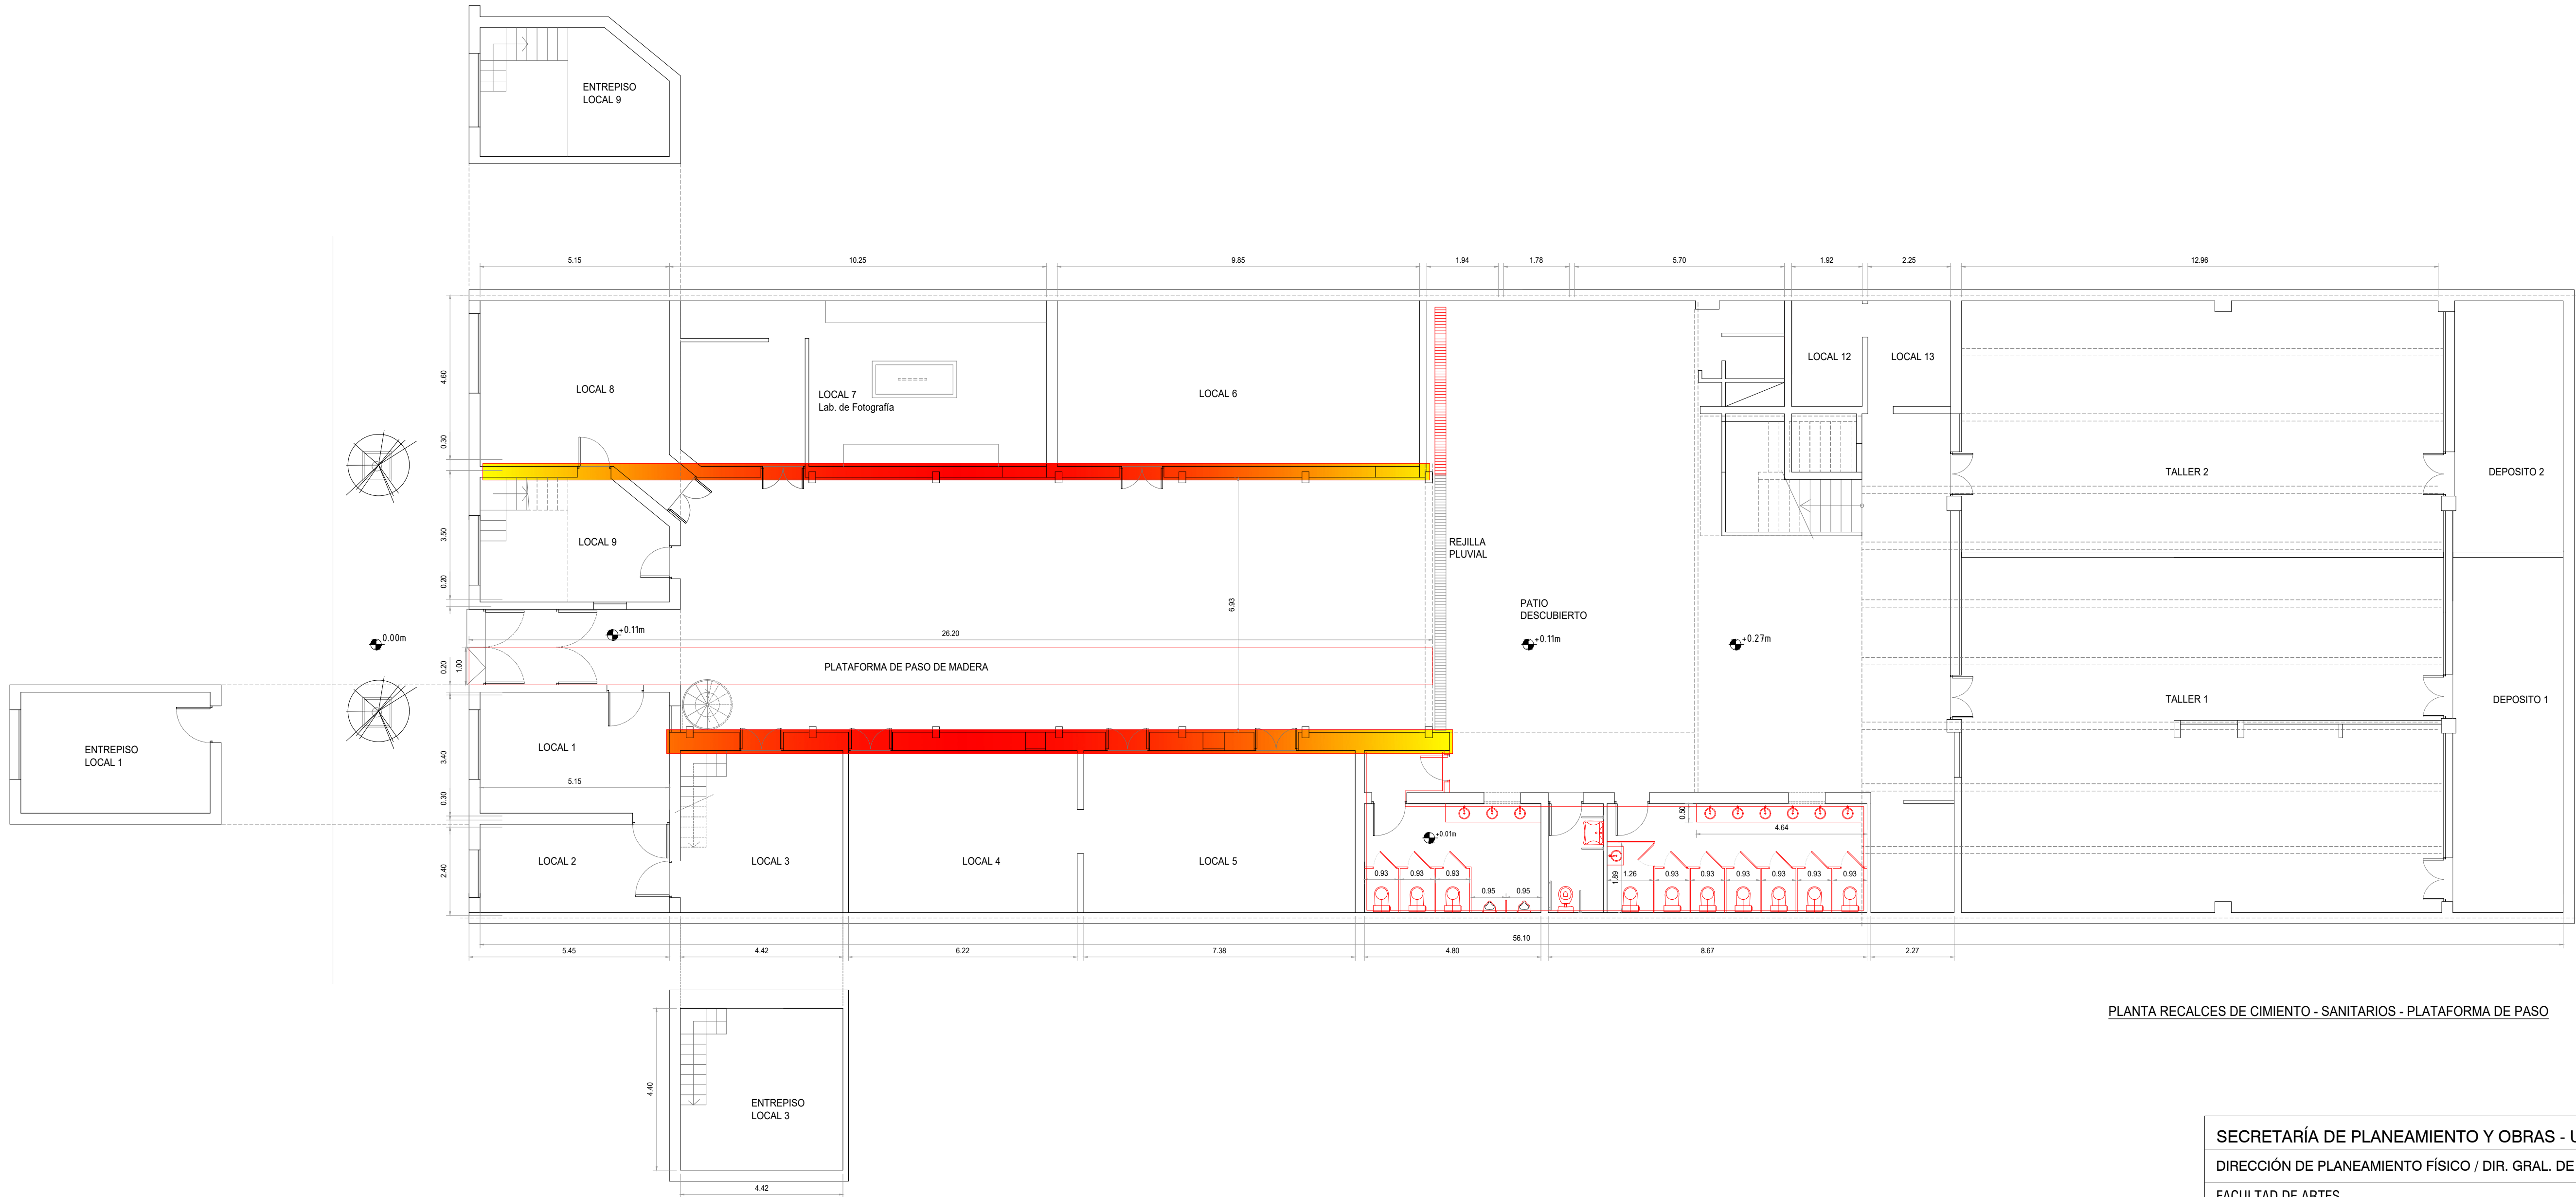 ENTREPISO
LOCAL 9
5.15
10.25
9.85
1.94
1.78
5.70
1.92
2.25
12.96
4.60
0.30
3.50
0.20
0.20
1.00
3.40
0.30
2.40
LOCAL 8
LOCAL 7
Lab. de Fotografía
LOCAL 6
LOCAL 12
LOCAL 13
TALLER 2
DEPOSITO 2
LOCAL 9
REJILLA
PLUVIAL
6.93
PATIO
DESCUBIERTO
0.00m
+0.11m
26.20
+0.11m
+0.27m
PLATAFORMA DE PASO DE MADERA
TALLER 1
DEPOSITO 1
ENTREPISO
LOCAL 1
LOCAL 1
5.15
LOCAL 2
LOCAL 3
LOCAL 4
LOCAL 5
+0.01m
0.50
4.64
0.93
0.93
0.93
0.95
0.95
1.89
1.26
0.93
0.93
0.93
0.93
0.93
0.93
56.10
5.45
4.42
6.22
7.38
4.80
8.67
2.27
PLANTA RECALCES DE CIMIENTO - SANITARIOS - PLATAFORMA DE PASO
4.40
ENTREPISO
LOCAL 3
4.42
SECRETARÍA DE PLANEAMIENTO Y OBRAS - U
DIRECCIÓN DE PLANEAMIENTO FÍSICO / DIR. GRAL. DE
FACULTAD DE ARTES